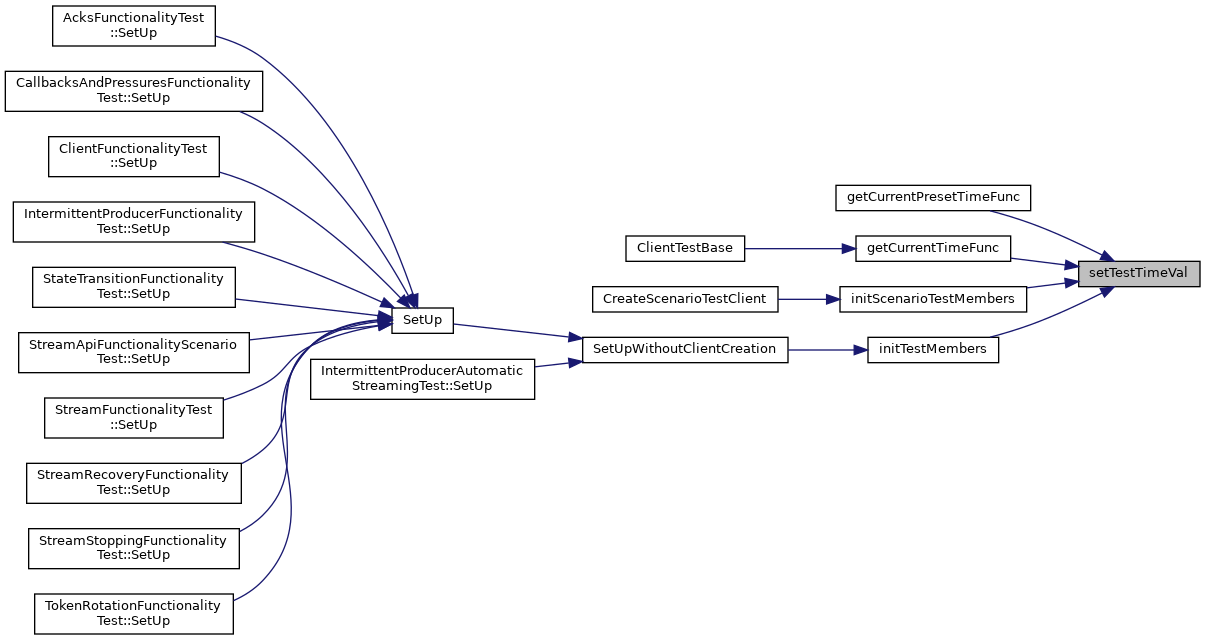 AcksFunctionalityTest
::SetUp
CallbacksAndPressuresFunctionality
Test::SetUp
ClientFunctionalityTest
::SetUp
IntermittentProducerFunctionality
Test::SetUp
StateTransitionFunctionality
Test::SetUp
StreamApiFunctionalityScenario
Test::SetUp
StreamFunctionalityTest
::SetUp
StreamRecoveryFunctionality
Test::SetUp
StreamStoppingFunctionality
Test::SetUp
TokenRotationFunctionality
Test::SetUp
SetUp
IntermittentProducerAutomatic
StreamingTest::SetUp
ClientTestBase
CreateScenarioTestClient
SetUpWithoutClientCreation
getCurrentPresetTimeFunc
getCurrentTimeFunc
initScenarioTestMembers
initTestMembers
setTestTimeVal